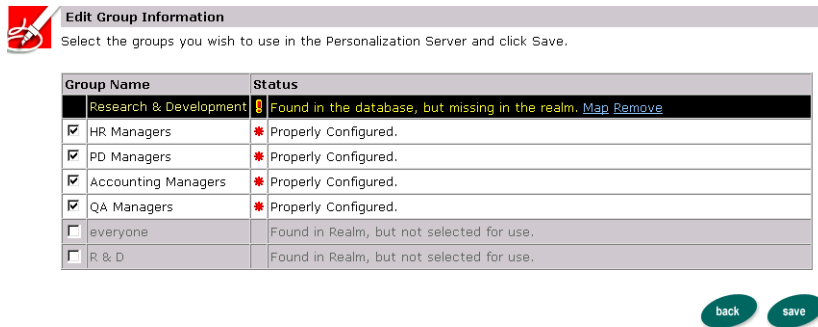 Edit Group Information
Select the groups you wish to use in the Personalization Server and click Save.
Group Name Status
Research & Development Found in the database, but missing in the realm. Map Remove
HR Managers Properly Configured.
PD Managers Properly Configured.
Accounting Managers Properly Configured.
QA Managers Properly Configured.
everyone Found in Realm, but not selected for use.
R & D Found in Realm, but not selected for use.
back save